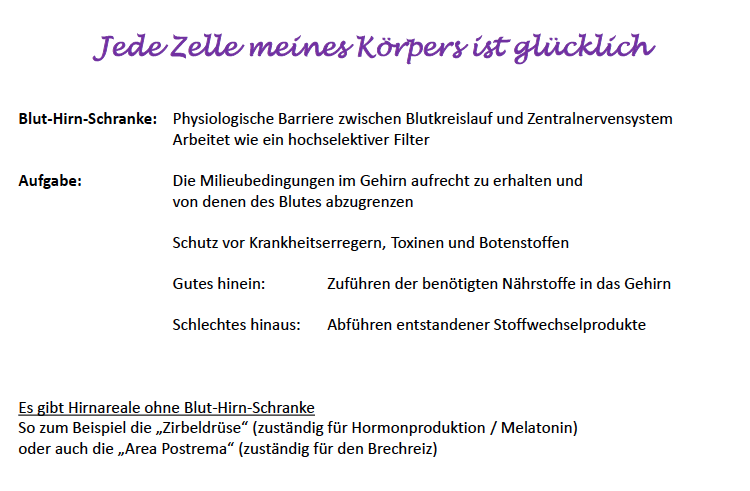 Jede Zelle meines Körpers ist glücklich
Blut-Hirn-Schranke: Physiologische Barriere zwischen Blutkreislauf und Zentralnervensystem
Arbeitet wie ein hochselektiver Filter
Aufgabe: Die Milieubedingungen im Gehirn aufrecht zu erhalten und
von denen des Blutes abzugrenzen
Schutz vor Krankheitserregern, Toxinen und Botenstoffen
Gutes hinein: Zuführen der benötigten Nährstoffe in das Gehirn
Schlechtes hinaus: Abführen entstandener Stoffwechselprodukte
Es gibt Hirnareale ohne Blut-Hirn-Schranke
So zum Beispiel die „Zirbeldrüse“ (zuständig für Hormonproduktion / Melatonin)
oder auch die „Area Postrema“ (zuständig für den Brechreiz)